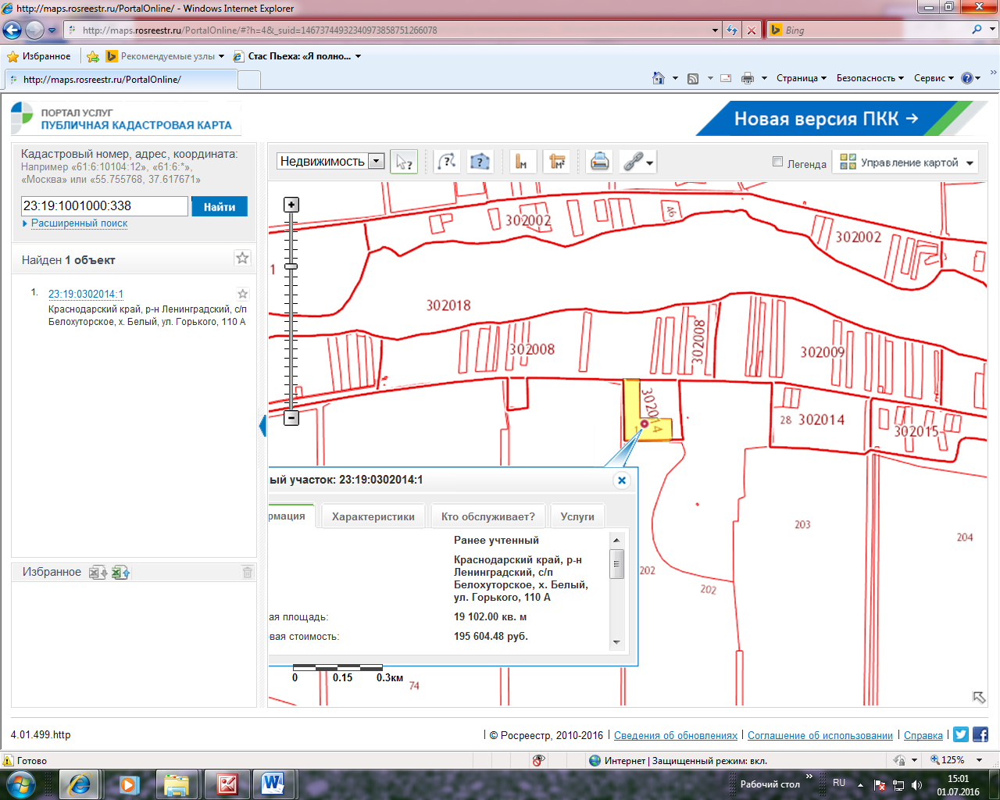 http://maps.rosreestr.ru/PortalOnline/ - Windows Internet Explorer
http://maps.rosreestr.ru/PortalOnline/#?h=4&_suid=14673744932340973858751266078
Bing
Избранное
Рекомендуемые узлы
Стас Пьеха: «Я полно...
http://maps.rosreestr.ru/PortalOnline/
Страница
Безопасность
Сервис
ПОРТАЛ УСЛУГ
ПУБЛИЧНАЯ КАДАСТРОВАЯ КАРТА
Новая версия ПКК →
Кадастровый номер, адрес, координата:
Например «61:6:10104:12», «61:6:*»,
«Москва» или «55.755768, 37.617671»
23:19:1001000:338
Найти
Расширенный поиск
Найден 1 объект
1. 23:19:0302014:1
Краснодарский край, р-н Ленинградский, с/п
Белохуторское, х. Белый, ул. Горького, 110 А
Избранное
Недвижимость
Легенда
Управление картой
302002
46
302002
1
302018
302008
302008
302009
302014
28
302014
302015
203
204
202
202
74
ый участок: 23:19:0302014:1
рмация
Характеристики
Кто обслуживает?
Услуги
Ранее учтенный
Краснодарский край, р-н
Ленинградский, с/п
Белохуторское, х. Белый,
ул. Горького, 110 А
ая площадь:
19 102.00 кв. м
вая стоимость:
195 604.48 руб.
0 0.15 0.3км
4.01.499.http
© Росреестр, 2010-2016
Сведения об обновлениях
Соглашение об использовании
Справка
Готово
Интернет | Защищенный режим: вкл.
125%
Рабочий стол
RU
15:01
01.07.2016